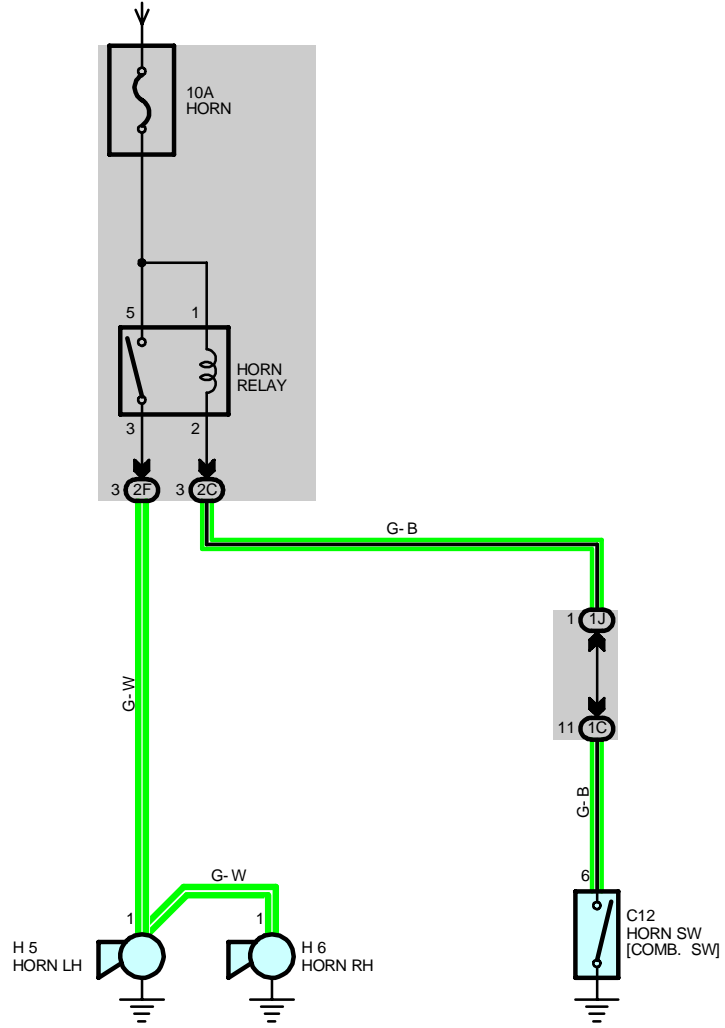 10A
HORN
5 1
HORN
RELAY
3 2
3 2F 3 2C
G-B
1 1J
G-W
11 1C
G-B
G-W
6
1 1
C12
HORN SW
[COMB. SW]
H 5
HORN LH
H 6
HORN RH